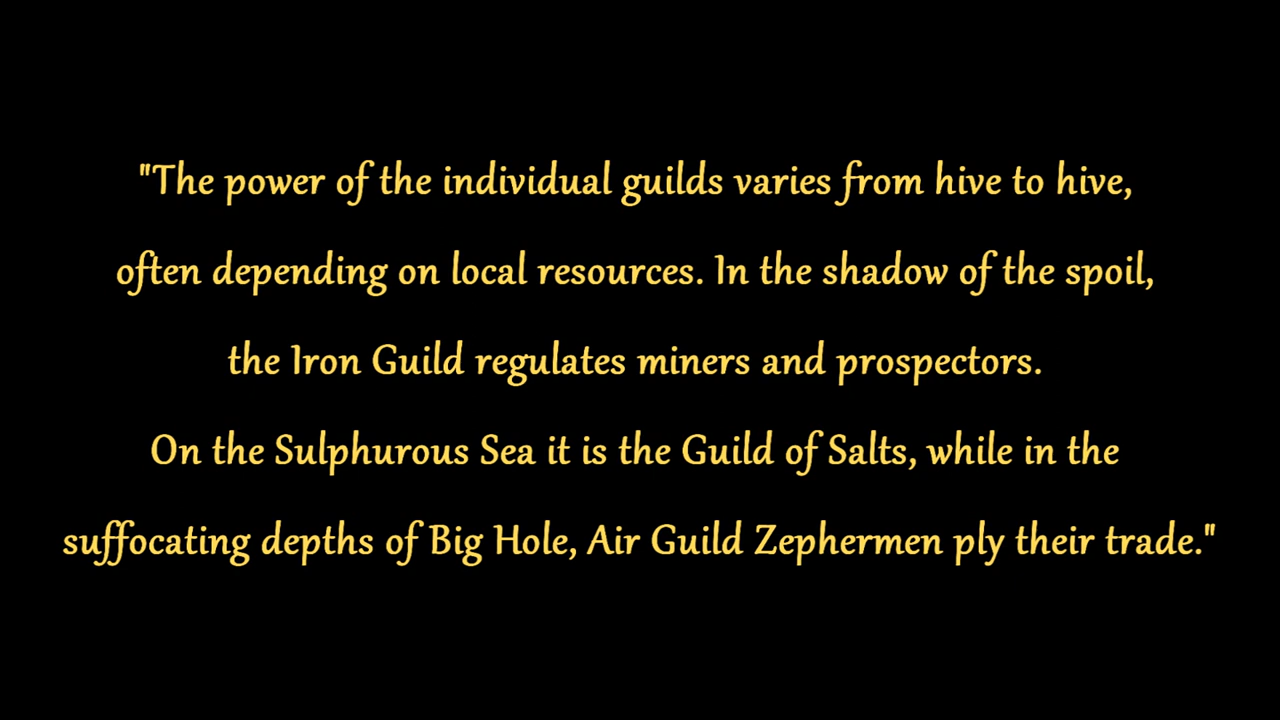 "The power of the individual guilds varies from hive to hive,
often depending on local resources. In the shadow of the spoil,
the Iron Guild regulates miners and prospectors.
On the Sulphurous Sea it is the Guild of Salts, while in the
suffocating depths of Big Hole, Air Guild Zephermen ply their trade."